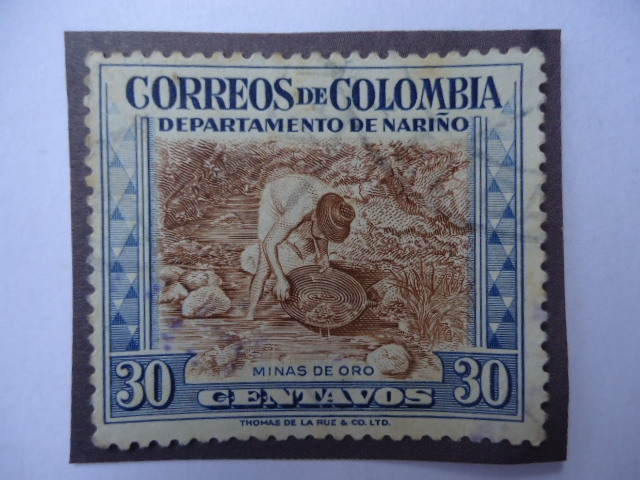 CORREOS DE COLOMBIA
DEPARTAMENTO DE NARIÑO
MINAS DE ORO
30 CENTAVOS 30
THOMAS DE LA RUE & CO. LTD.